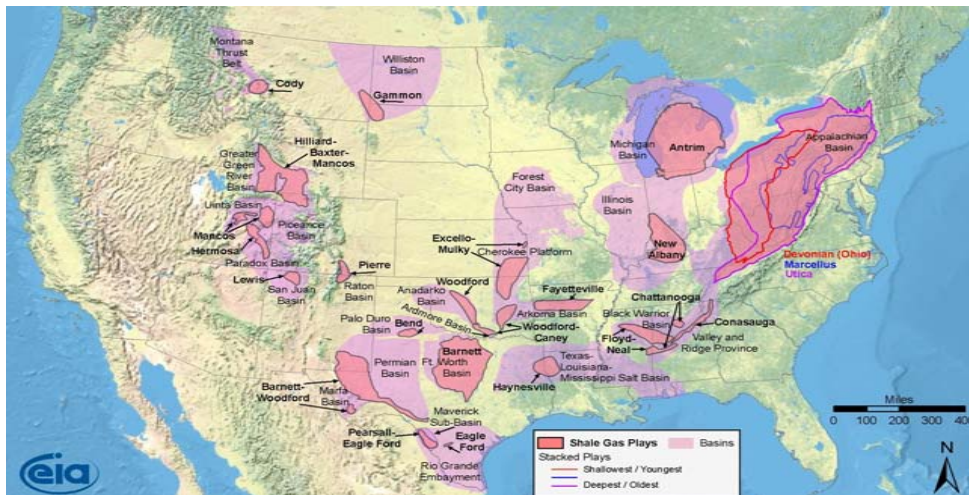 Montana
Thrust
Belt
Cody
Williston
Basin
Gammon
Hilliard-
Baxter-
Mancos
Greater
Green
River
Basin
Uinta Basin
Mancos
Piceance
Basin
Hermosa
Paradox Basin
Lewis
San Juan
Basin
Pierre
Raton
Basin
Michigan
Basin
Antrim
Appalachian
Basin
Forest
City Basin
Illinois
Basin
New
Albany
Devonian (Ohio)
Marcellus
Utica
Excello-
Mulky
Cherokee Platform
Woodford
Anadarko
Basin
Ardmore Basin
Palo Duro
Basin
Bend
Fayetteville
Arkoma Basin
Woodford-
Caney
Chattanooga
Black Warrior
Basin
Conasauga
Floyd-
Neal
Valley and
Ridge Province
Permian
Basin
Barnett
Ft. Worth
Basin
Texas-
Louisiana-
Mississippi Salt Basin
Haynesville
Barnett-
Woodford
Marfa
Basin
Maverick
Sub-Basin
Pearsall-
Eagle Ford
Eagle
Ford
Rio Grande
Embayment
Miles
0 100 200 300 40
N
eia
Shale Gas Plays
Basins
Stacked Plays
Shallowest / Youngest
Deepest / Oldest